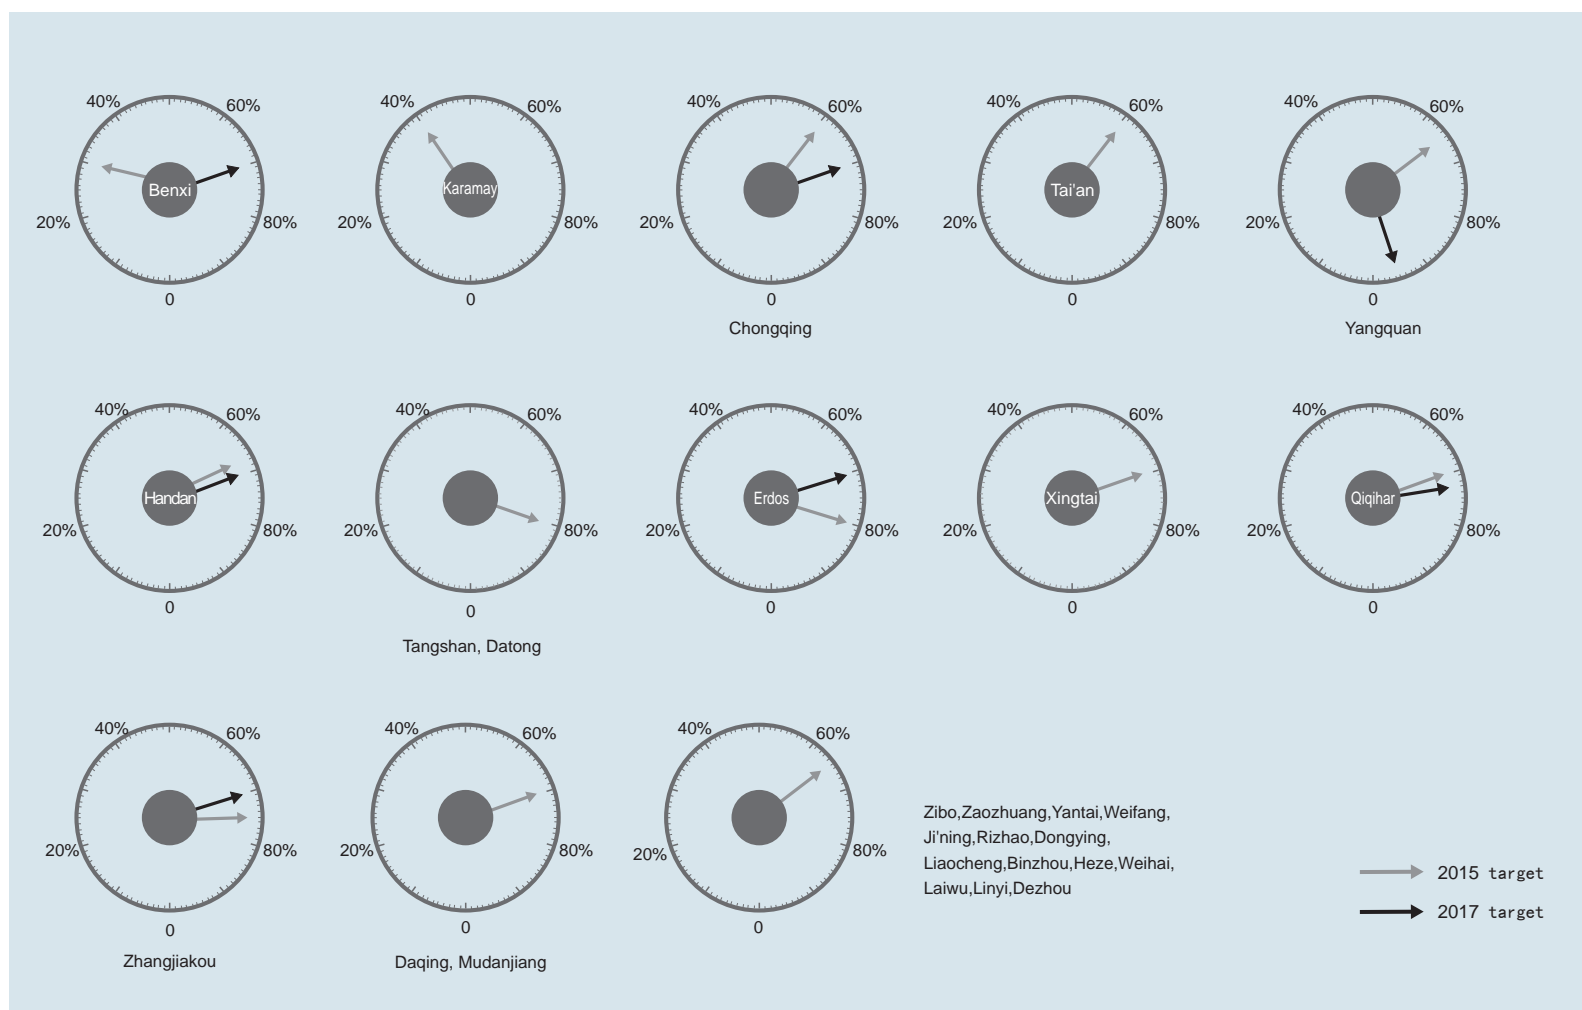 40% 60%
Benxi
20% 80%
0
40% 60%
Karamay
20% 80%
0
40% 60%
20% 80%
0
Chongqing
40% 60%
Tai'an
20% 80%
0
40% 60%
20% 80%
0
Yangquan
40% 60%
Handan
20% 80%
0
40% 60%
20% 80%
0
Tangshan, Datong
40% 60%
Erdos
20% 80%
0
40% 60%
Xingtai
20% 80%
0
40% 60%
Qiqihar
20% 80%
0
40% 60%
20% 80%
0
Zhangjiakou
40% 60%
20% 80%
0
Daqing, Mudanjiang
40% 60%
20% 80%
0
Zibo,Zaozhuang,Yantai,Weifang,
Ji'ning,Rizhao,Dongying,
Liaocheng,Binzhou,Heze,Weihai,
Laiwu,Linyi,Dezhou
2015 target
2017 target